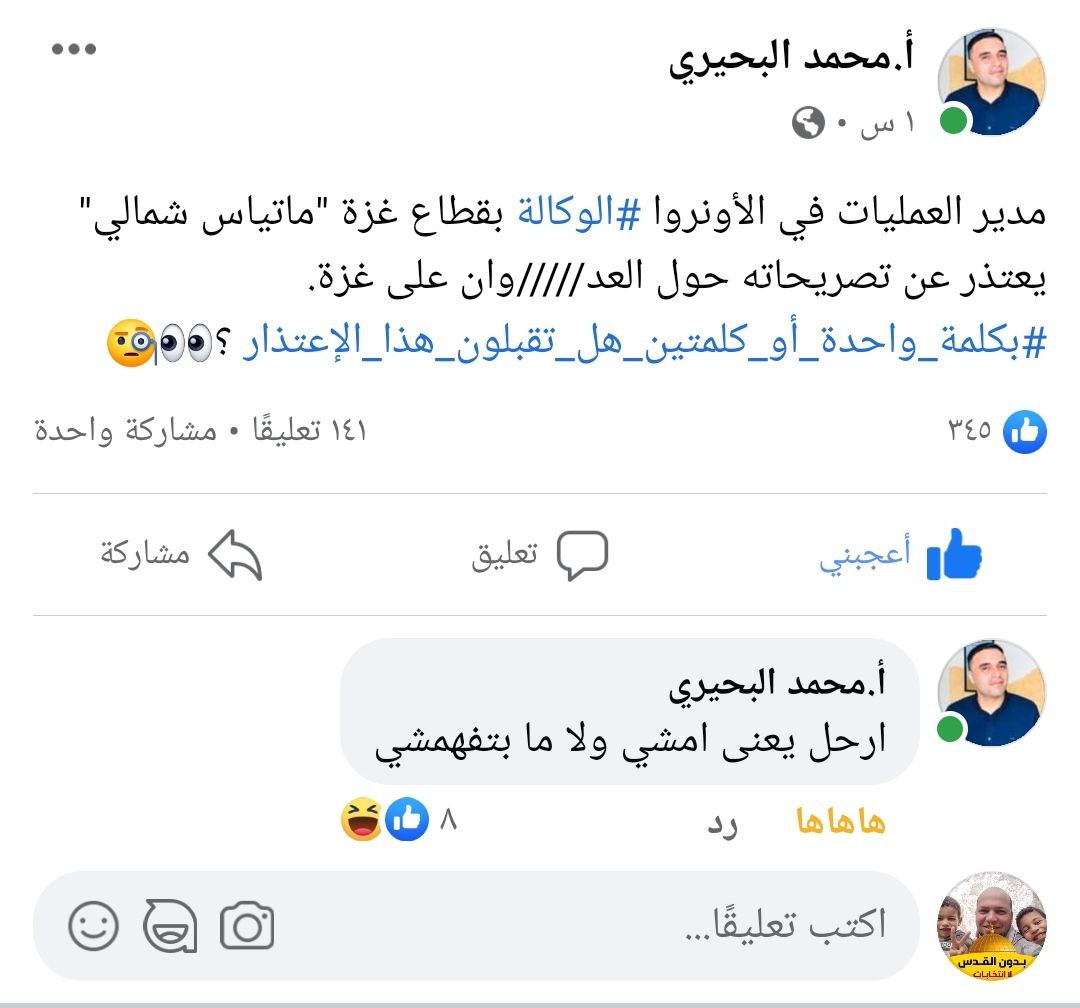 أ.محمد البحيري
١ س •
مدير العمليات في الأونروا #الوكالة بقطاع غزة "ماتياس شمالي"
يعتذر عن تصريحاته حول العد//////وان على غزة.
#بكلمة_واحدة_أو_كلمتين_هل_تقبلون_هذا_الإعتذار ؟👀🧐
٣٤٥
١٤١ تعليقًا • مشاركة واحدة
أعجبني
تعليق
مشاركة
أ.محمد البحيري
ارحل يعنى امشي ولا ما بتفهمشي
هاهاها
رد
٨
اكتب تعليقًا...
بدون القدس
لا انتخابات